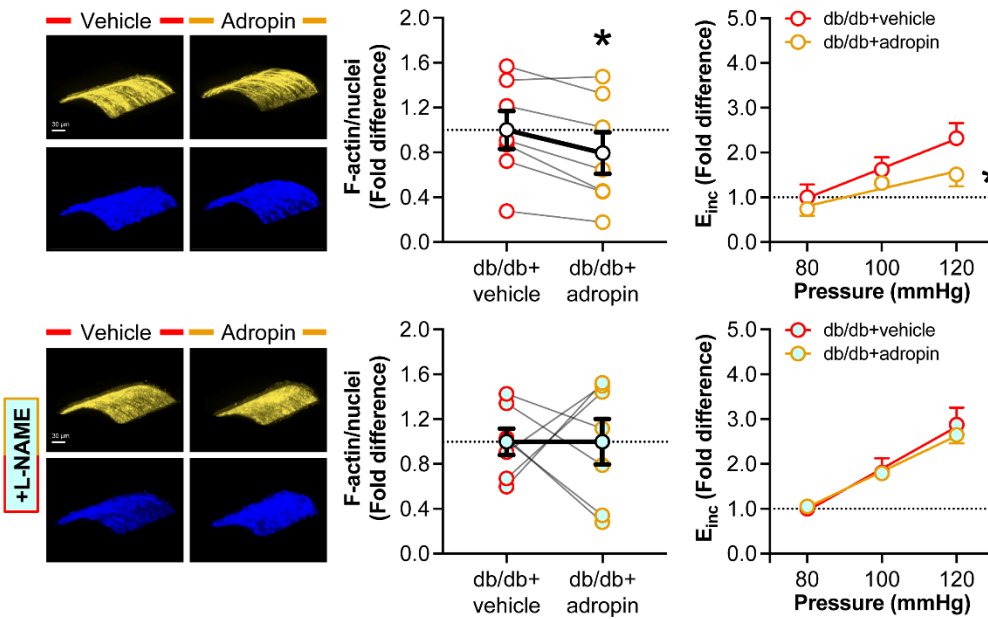 Vehicle Adropin
30 µm
F-actin/nuclei
(Fold difference)
2.0
1.6
1.2
0.8
0.4
0.0
*
db/db+
vehicle
db/db+
adropin
Einc (Fold difference)
5.0
4.0
3.0
2.0
1.0
0.0
db/db+vehicle
db/db+adropin
*
80 100 120
Pressure (mmHg)
+L-NAME
Vehicle Adropin
30 µm
F-actin/nuclei
(Fold difference)
2.0
1.6
1.2
0.8
0.4
0.0
db/db+
vehicle
db/db+
adropin
Einc (Fold difference)
5.0
4.0
3.0
2.0
1.0
0.0
db/db+vehicle
db/db+adropin
80 100 120
Pressure (mmHg)